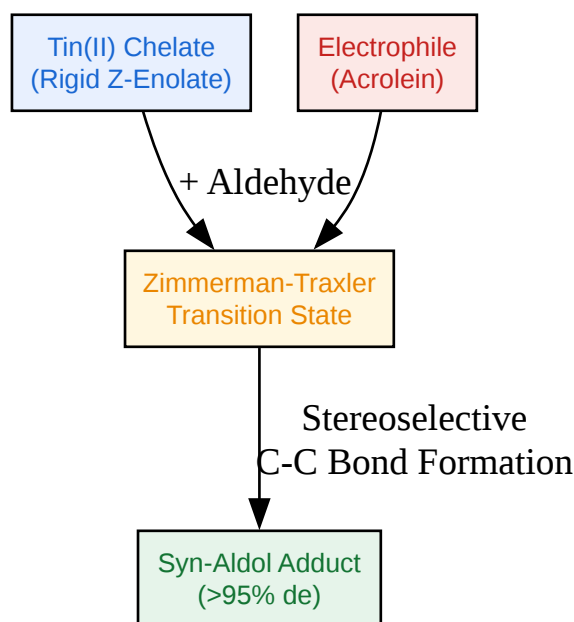 Tin(II) Chelate
(Rigid Z-Enolate)
Electrophile
(Acrolein)
+ Aldehyde
Zimmerman-Traxler
Transition State
Stereoselective
C-C Bond Formation
Syn-Aldol Adduct
(>95% de)